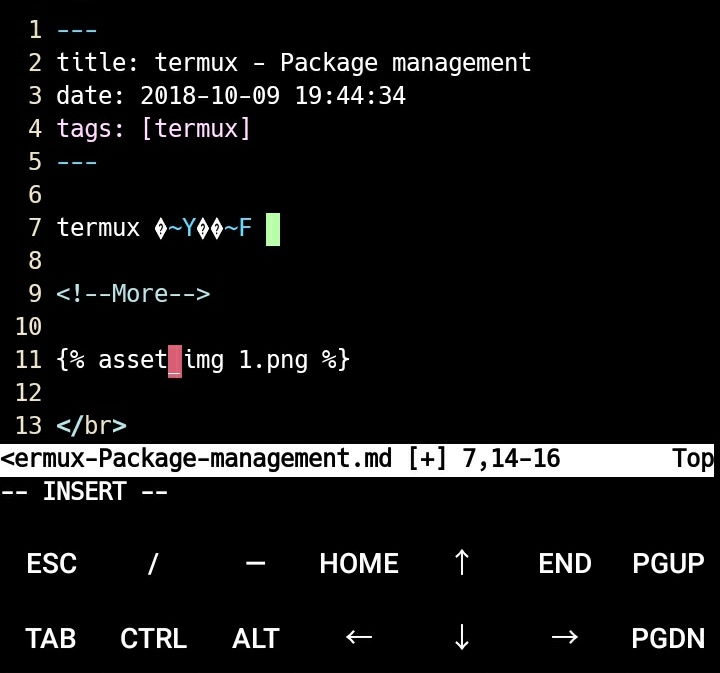 1 ---
2 title: termux - Package management
3 date: 2018-10-09 19:44:34
4 tags: [termux]
5 ---
6
7 termux �~Y��~F
8
9 <!--More-->
10
11 {% asset_img 1.png %}
12
13 </br>
<ermux-Package-management.md [+] 7,14-16 Top
-- INSERT --
ESC / — HOME ↑ END PGUP
TAB CTRL ALT ← ↓ → PGDN